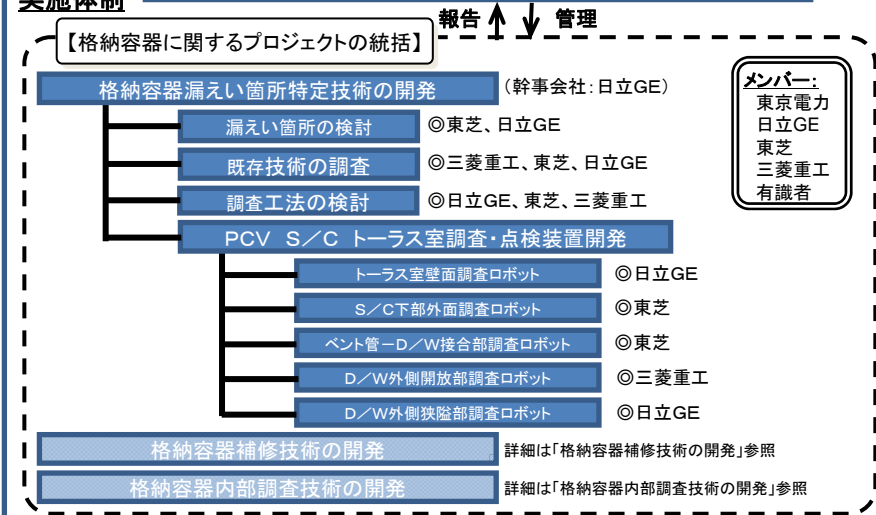 実施体制
報告 管理
【格納容器に関するプロジェクトの統括】
格納容器漏えい箇所特定技術の開発 (幹事会社:日立GE)
漏えい箇所の検討 ◎東芝、日立GE
既存技術の調査 ◎三菱重工、東芝、日立GE
調査工法の検討 ◎日立GE、東芝、三菱重工
PCV S/C トーラス室調査・点検装置開発
トーラス室壁面調査ロボット ◎日立GE
S/C下部外面調査ロボット ◎東芝
ベント管-D/W接合部調査ロボット ◎東芝
D/W外側開放部調査ロボット ◎三菱重工
D/W外側狭隘部調査ロボット ◎日立GE
格納容器補修技術の開発 詳細は「格納容器補修技術の開発」参照
格納容器内部調査技術の開発 詳細は「格納容器内部調査技術の開発」参照
メンバー:
東京電力
日立GE
東芝
三菱重工
有識者